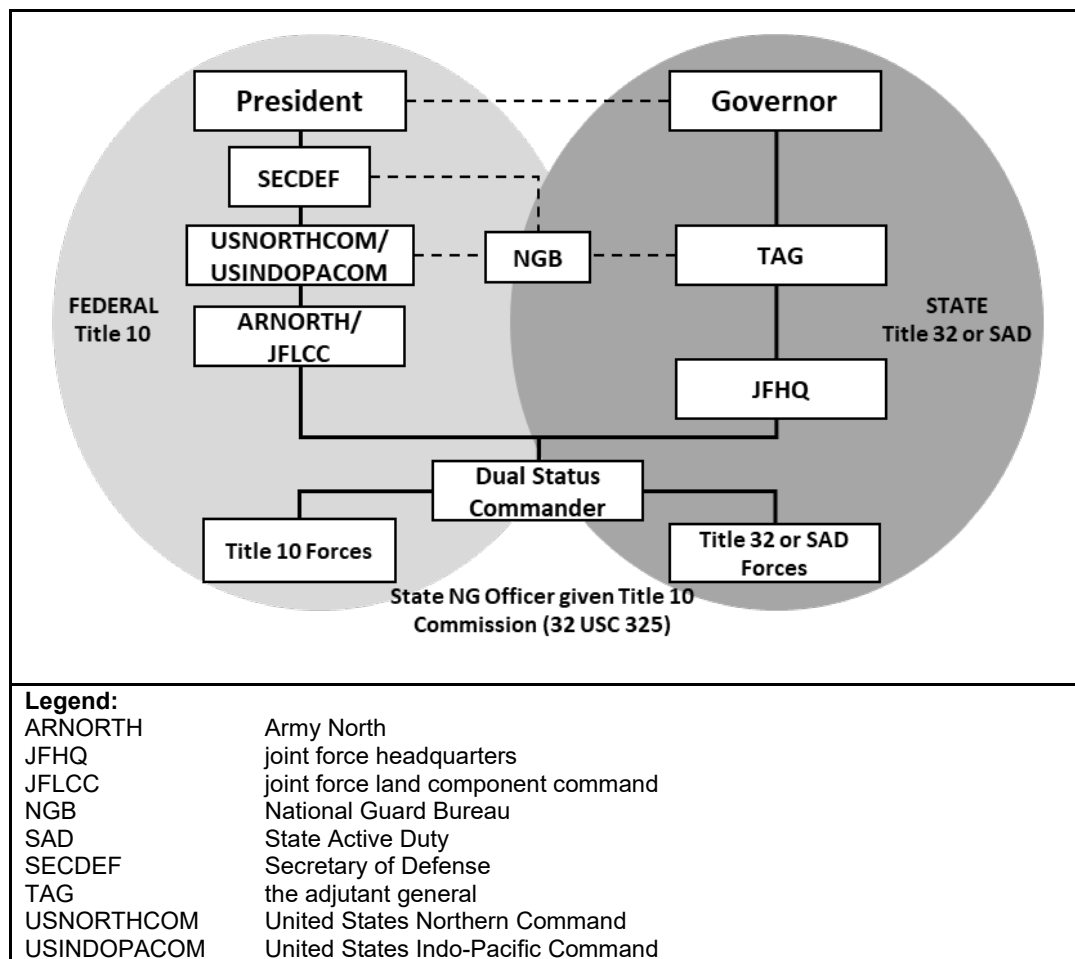 President
Governor
SECDEF
USNORTHCOM/
USINDOPACOM
NGB
TAG
FEDERAL
Title 10
ARNORTH/
JFLCC
STATE
Title 32 or SAD
JFHQ
Dual Status
Commander
Title 10 Forces
Title 32 or SAD
Forces
State NG Officer given Title 10
Commission (32 USC 325)
Legend:
ARNORTH Army North
JFHQ joint force headquarters
JFLCC joint force land component command
NGB National Guard Bureau
SAD State Active Duty
SECDEF Secretary of Defense
TAG the adjutant general
USNORTHCOM United States Northern Command
USINDOPACOM United States Indo-Pacific Command